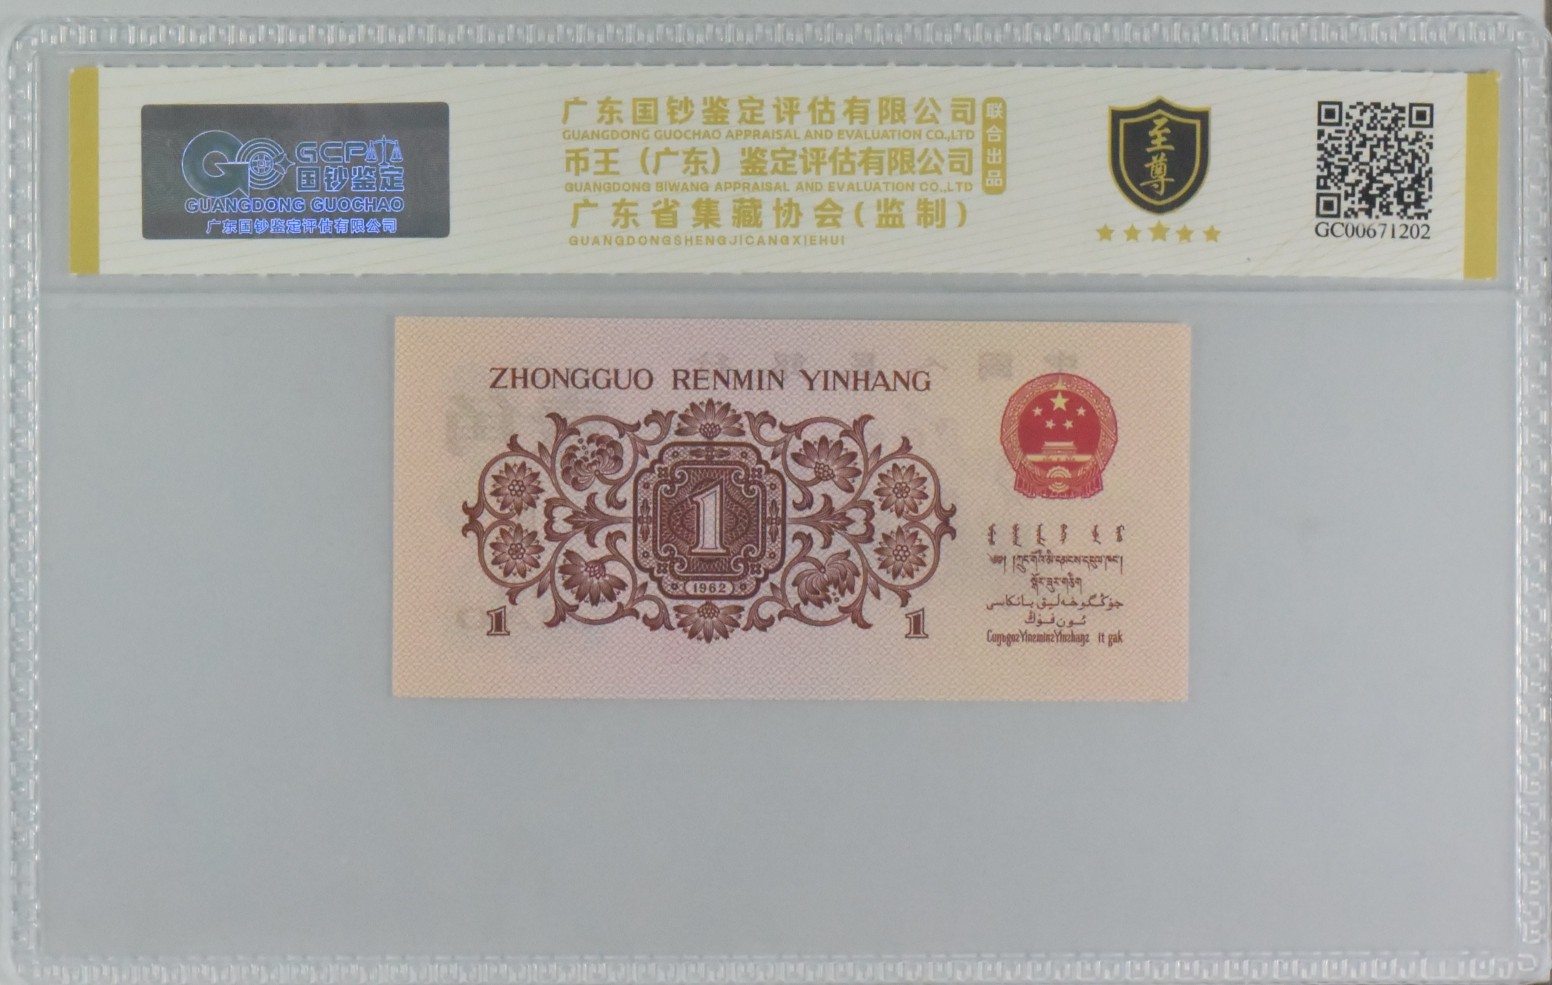 GCP
国钞鉴定
GUANGDONG GUOCHAO
广东国钞鉴定评估有限公司
广东国钞鉴定评估有限公司
GUANGDONG GUOCHAO APPRAISAL AND EVALUATION CO.,LTD
币王（广东）鉴定评估有限公司
GUANGDONG BIWANG APPRAISAL AND EVALUATION CO.,LTD
广东省集藏协会(监制)
GUANGDONGSHENGJICANGXIEHUI
联合出品
至尊
GC00671202
ZHONGGUO RENMIN YINHANG
1
(1962)
1
1
جۇڭگوخەلىق بانكاسى